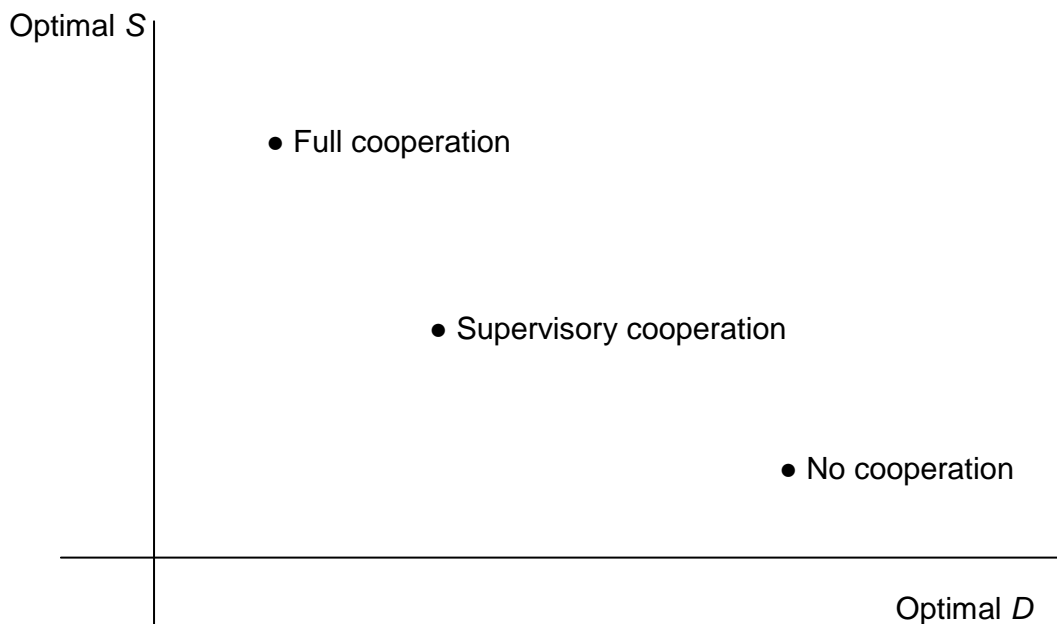 Optimal S
● Full cooperation
● Supervisory cooperation
● No cooperation
Optimal D